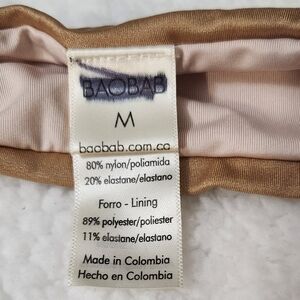 BAOBAB
M
baobab.com.co
80% nylon/poliamida
20% elastane/elastano
Forro - Lining
89% polyester/poliester
11% elastane/elastano
Made in Colombia
Hecho en Colombia